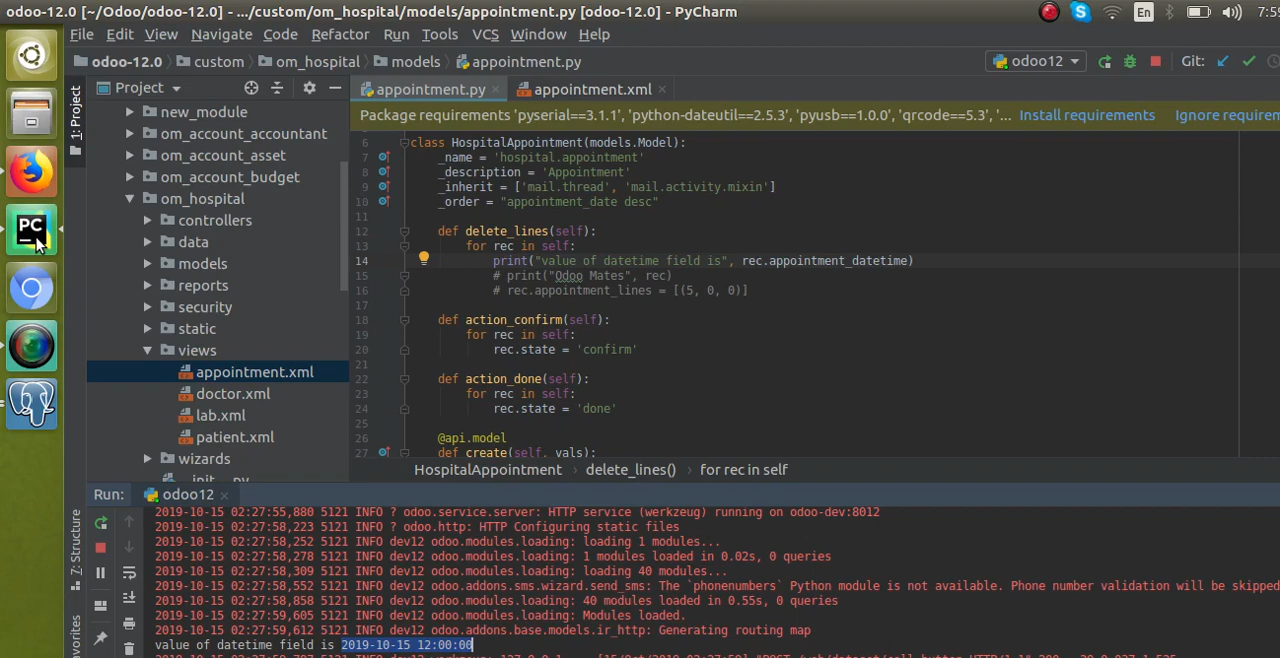 odoo-12.0 [~/Odoo/odoo-12.0] - .../custom/om_hospital/models/appointment.py [odoo-12.0] - PyCharm
En
7:59
File Edit View Navigate Code Refactor Run Tools VCS Window Help
odoo-12.0 custom om_hospital models appointment.py
odoo12
Git:
Project
appointment.py
appointment.xml
1: Project
new_module
om_account_accountant
om_account_asset
om_account_budget
om_hospital
controllers
data
models
reports
security
static
views
appointment.xml
doctor.xml
lab.xml
patient.xml
wizards
Package requirements 'pyserial==3.1.1', 'python-dateutil==2.5.3', 'pyusb==1.0.0', 'qrcode==5.3', '... Install requirements Ignore requirem
6 class HospitalAppointment(models.Model):
7 _name = 'hospital.appointment'
8 _description = 'Appointment'
9 _inherit = ['mail.thread', 'mail.activity.mixin']
10 _order = "appointment_date desc"
11
12 def delete_lines(self):
13 for rec in self:
14 print("value of datetime field is", rec.appointment_datetime)
15 # print("Odoo Mates", rec)
16 # rec.appointment_lines = [(5, 0, 0)]
17
18 def action_confirm(self):
19 for rec in self:
20 rec.state = 'confirm'
21
22 def action_done(self):
23 for rec in self:
24 rec.state = 'done'
25
26 @api.model
27 def create(self, vals):
HospitalAppointment delete_lines() for rec in self
PC
Run: odoo12
7: Structure
2019-10-15 02:27:55,880 5121 INFO ? odoo.service.server: HTTP service (werkzeug) running on odoo-dev:8012
2019-10-15 02:27:58,223 5121 INFO ? odoo.http: HTTP Configuring static files
2019-10-15 02:27:58,252 5121 INFO dev12 odoo.modules.loading: loading 1 modules...
2019-10-15 02:27:58,278 5121 INFO dev12 odoo.modules.loading: 1 modules loaded in 0.02s, 0 queries
2019-10-15 02:27:58,309 5121 INFO dev12 odoo.modules.loading: loading 40 modules...
2019-10-15 02:27:58,552 5121 INFO dev12 odoo.addons.sms.wizard.send_sms: The `phonenumbers` Python module is not available. Phone number validation will be skipped
2019-10-15 02:27:58,858 5121 INFO dev12 odoo.modules.loading: 40 modules loaded in 0.55s, 0 queries
2019-10-15 02:27:59,605 5121 INFO dev12 odoo.modules.loading: Modules loaded.
2019-10-15 02:27:59,612 5121 INFO dev12 odoo.addons.base.models.ir_http: Generating routing map
value of datetime field is 2019-10-15 12:00:00